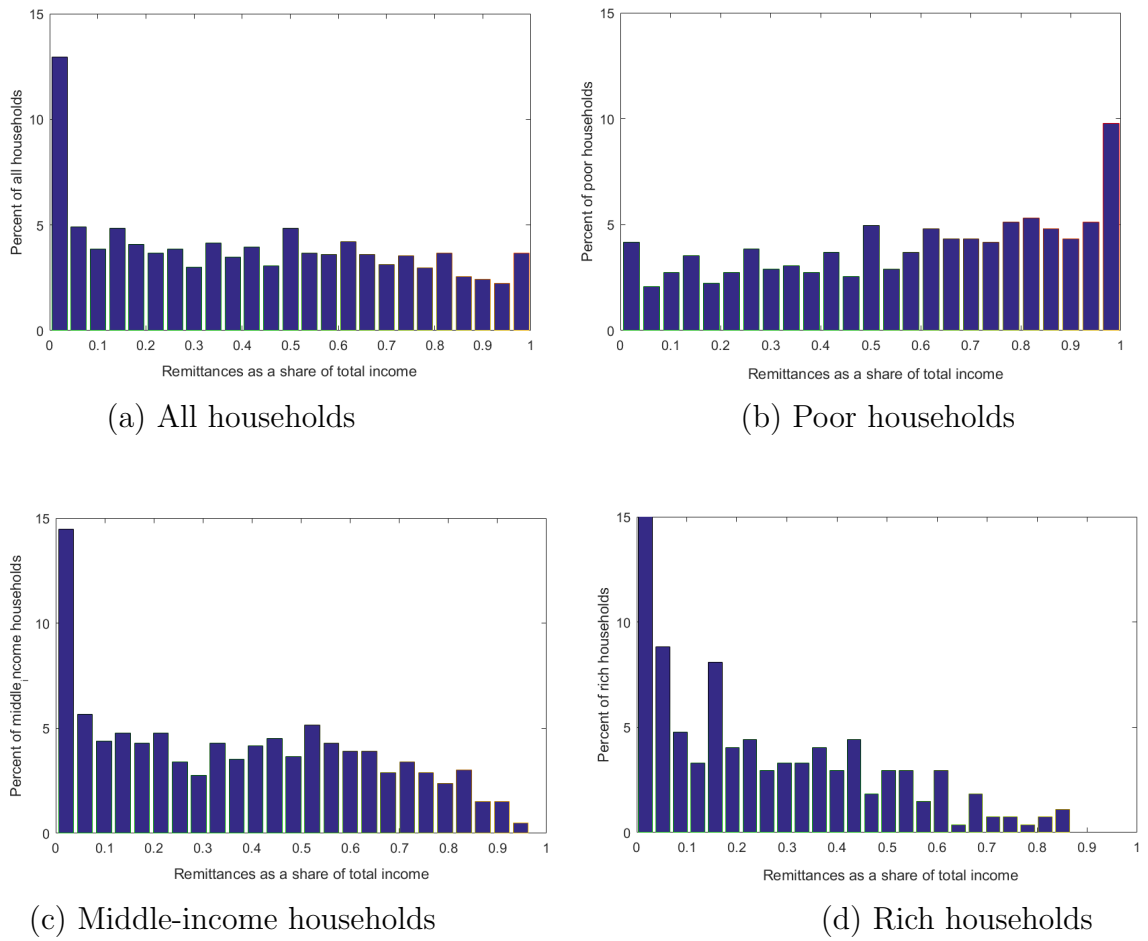 15
10
5
0
Percent of all households
0 0.1 0.2 0.3 0.4 0.5 0.6 0.7 0.8 0.9 1
Remittances as a share of total income
(a) All households
15
10
5
0
Percent of poor households
0 0.1 0.2 0.3 0.4 0.5 0.6 0.7 0.8 0.9 1
Remittances as a share of total income
(b) Poor households
15
10
5
0
Percent of middle_ncome households
0 0.1 0.2 0.3 0.4 0.5 0.6 0.7 0.8 0.9 1
Remittances as a share of total income
(c) Middle-income households
15
10
5
0
Percent of rich households
0 0.1 0.2 0.3 0.4 0.5 0.6 0.7 0.8 0.9 1
Remittances as a share of total income
(d) Rich households